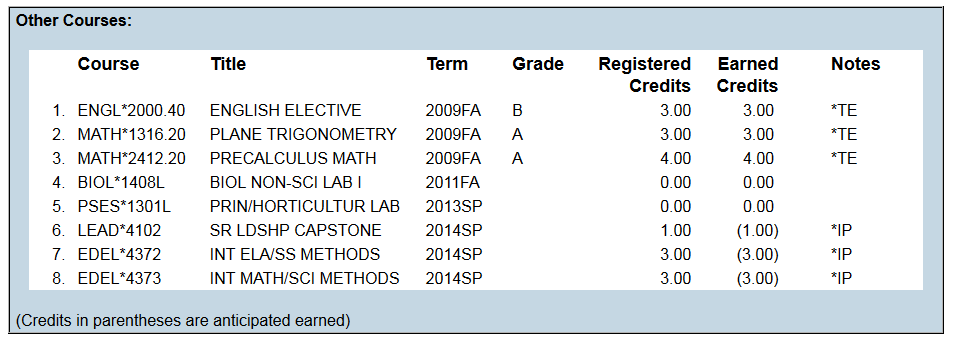 Other Courses:
Course Title Term Grade Registered Credits Earned Credits Notes
1. ENGL*2000.40 ENGLISH ELECTIVE 2009FA B 3.00 3.00 *TE
2. MATH*1316.20 PLANE TRIGONOMETRY 2009FA A 3.00 3.00 *TE
3. MATH*2412.20 PRECALCULUS MATH 2009FA A 4.00 4.00 *TE
4. BIOL*1408L BIOL NON-SCI LAB I 2011FA 0.00 0.00
5. PSES*1301L PRIN/HORTICULTUR LAB 2013SP 0.00 0.00
6. LEAD*4102 SR LDSHP CAPSTONE 2014SP 1.00 (1.00) *IP
7. EDEL*4372 INT ELA/SS METHODS 2014SP 3.00 (3.00) *IP
8. EDEL*4373 INT MATH/SCI METHODS 2014SP 3.00 (3.00) *IP
(Credits in parentheses are anticipated earned)